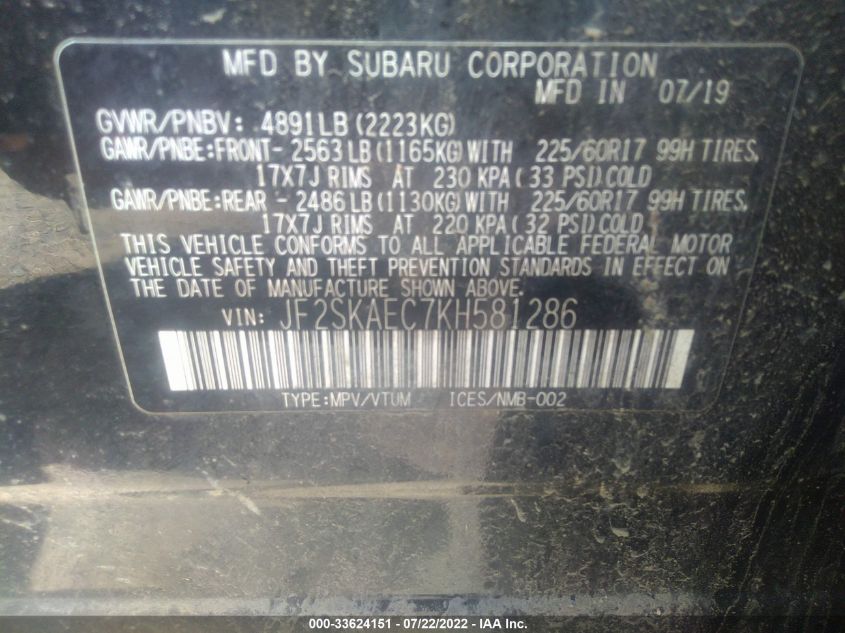 MFD BY SUBARU CORPORATION
MFD IN 07/19
GVWR/PNBV: 4891LB (2223KG)
GAWR/PNBE:FRONT- 2563LB (1165KG) WITH 225/60R17 99H TIRES,
17X7J RIMS AT 230 KPA( 33 PSI)COLD
GAWR/PNBE:REAR - 2486LB (1130KG) WITH 225/60R17 99H TIRES,
17X7J RIMS AT 220 KPA( 32 PSI)COLD
THIS VEHICLE CONFORMS TO ALL APPLICABLE FEDERAL MOTOR
VEHICLE SAFETY AND THEFT PREVENTION STANDARDS IN EFFECT ON
THE DATE OF MANUFACTURE SHOWN ABOVE.
VIN: JF2SKAEC7KH581286
TYPE:MPV/VTUM ICES/NMB-002
000-33624151 - 07/22/2022 - IAA Inc.